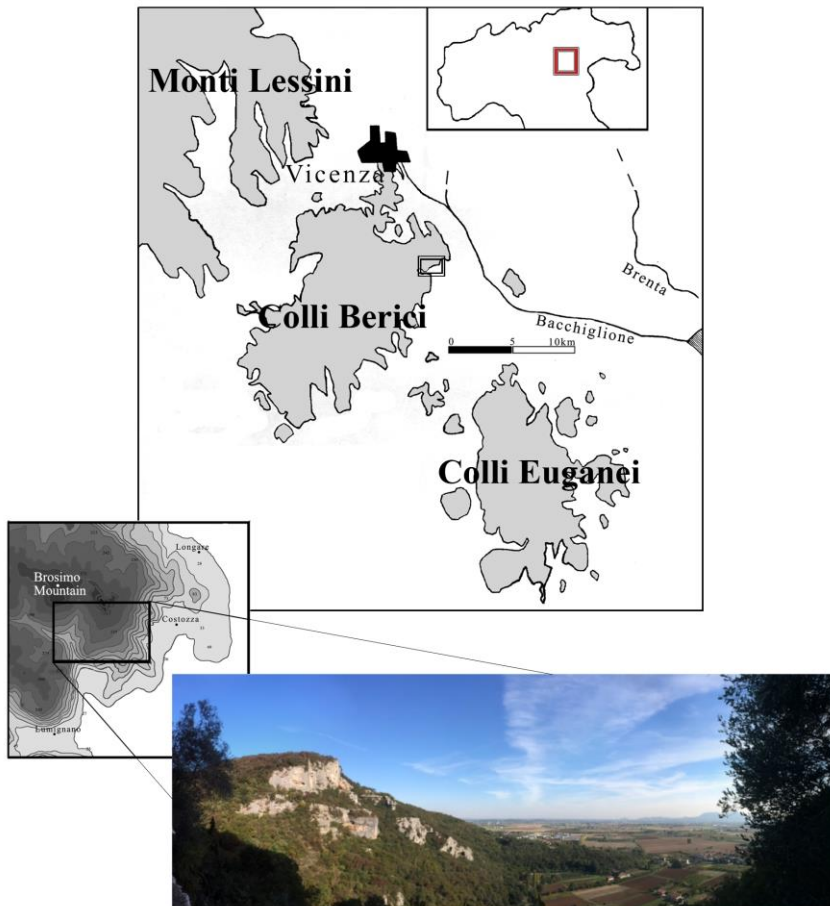 Monti Lessini
Vicenza
Brenta
Colli Berici
Bacchiglione
0 5 10km
Colli Euganei
Longare
Brosimo
Mountain
Costozza
Lumignano